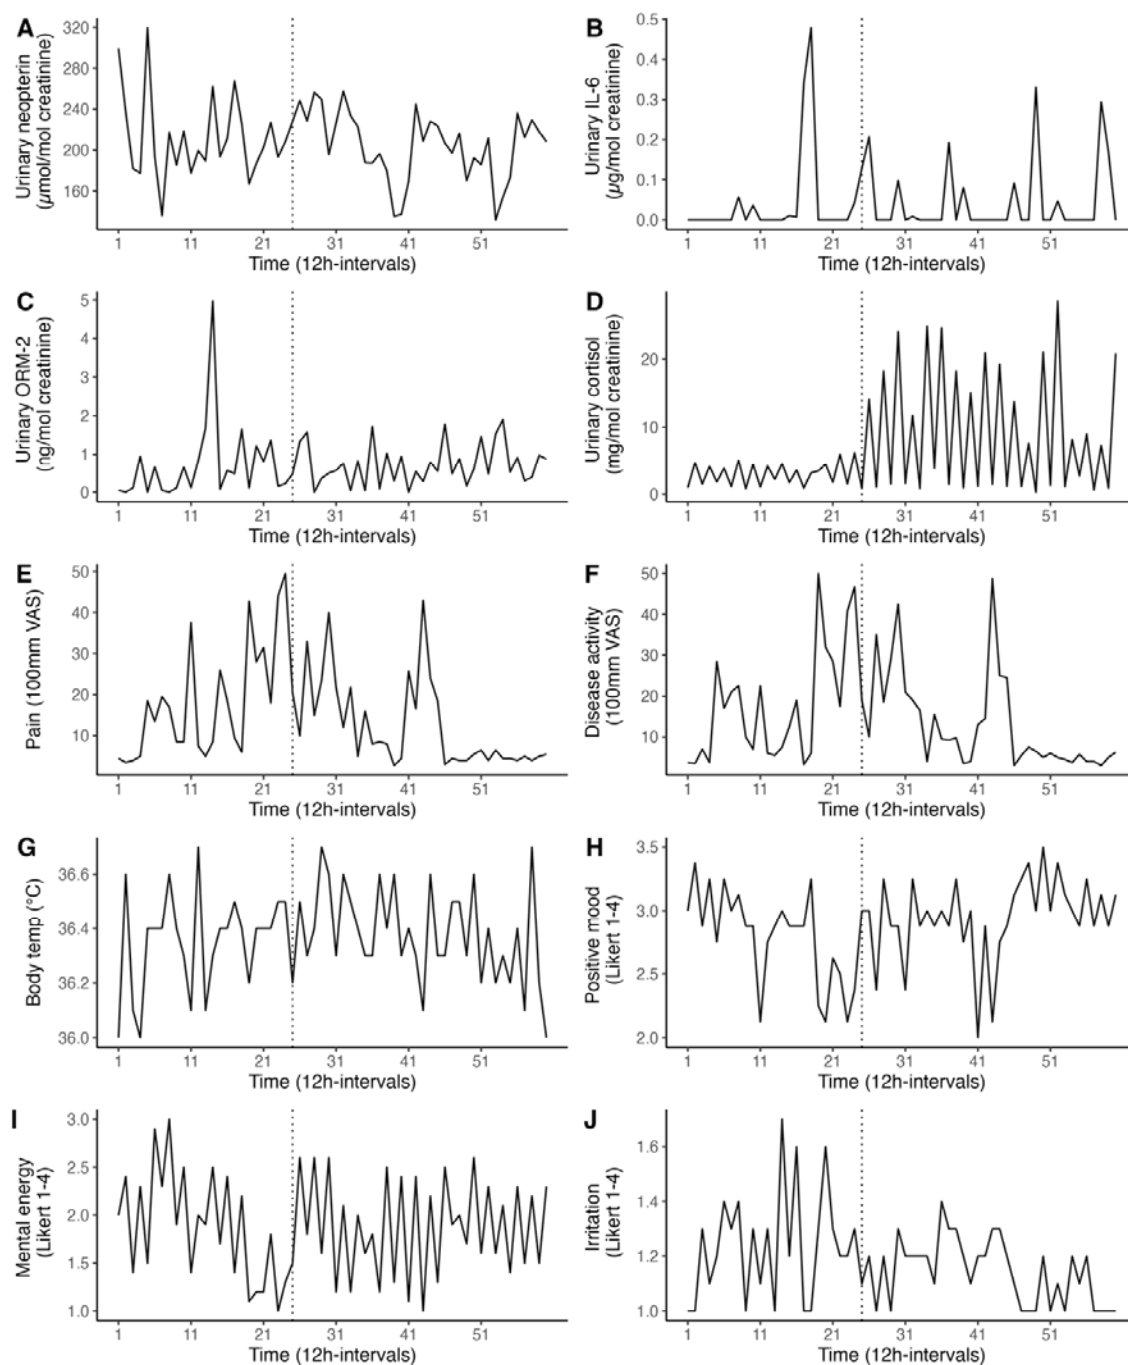 A
Urinary neopterin
(µmol/mol creatinine)
320
280
240
200
160
1 11 21 31 41 51
Time (12h-intervals)
B
Urinary IL-6
(µg/mol creatinine)
0.5
0.4
0.3
0.2
0.1
0.0
1 11 21 31 41 51
Time (12h-intervals)
C
Urinary ORM-2
(ng/mol creatinine)
5
4
3
2
1
0
1 11 21 31 41 51
Time (12h-intervals)
D
Urinary cortisol
(mg/mol creatinine)
20
10
0
1 11 21 31 41 51
Time (12h-intervals)
E
Pain (100mm VAS)
50
40
30
20
10
1 11 21 31 41 51
Time (12h-intervals)
F
Disease activity
(100mm VAS)
50
40
30
20
10
1 11 21 31 41 51
Time (12h-intervals)
G
Body temp (°C)
36.6
36.4
36.2
36.0
1 11 21 31 41 51
Time (12h-intervals)
H
Positive mood
(Likert 1-4)
3.5
3.0
2.5
2.0
1 11 21 31 41 51
Time (12h-intervals)
I
Mental energy
(Likert 1-4)
3.0
2.5
2.0
1.5
1.0
1 11 21 31 41 51
Time (12h-intervals)
J
Irritation
(Likert 1-4)
1.6
1.4
1.2
1.0
1 11 21 31 41 51
Time (12h-intervals)